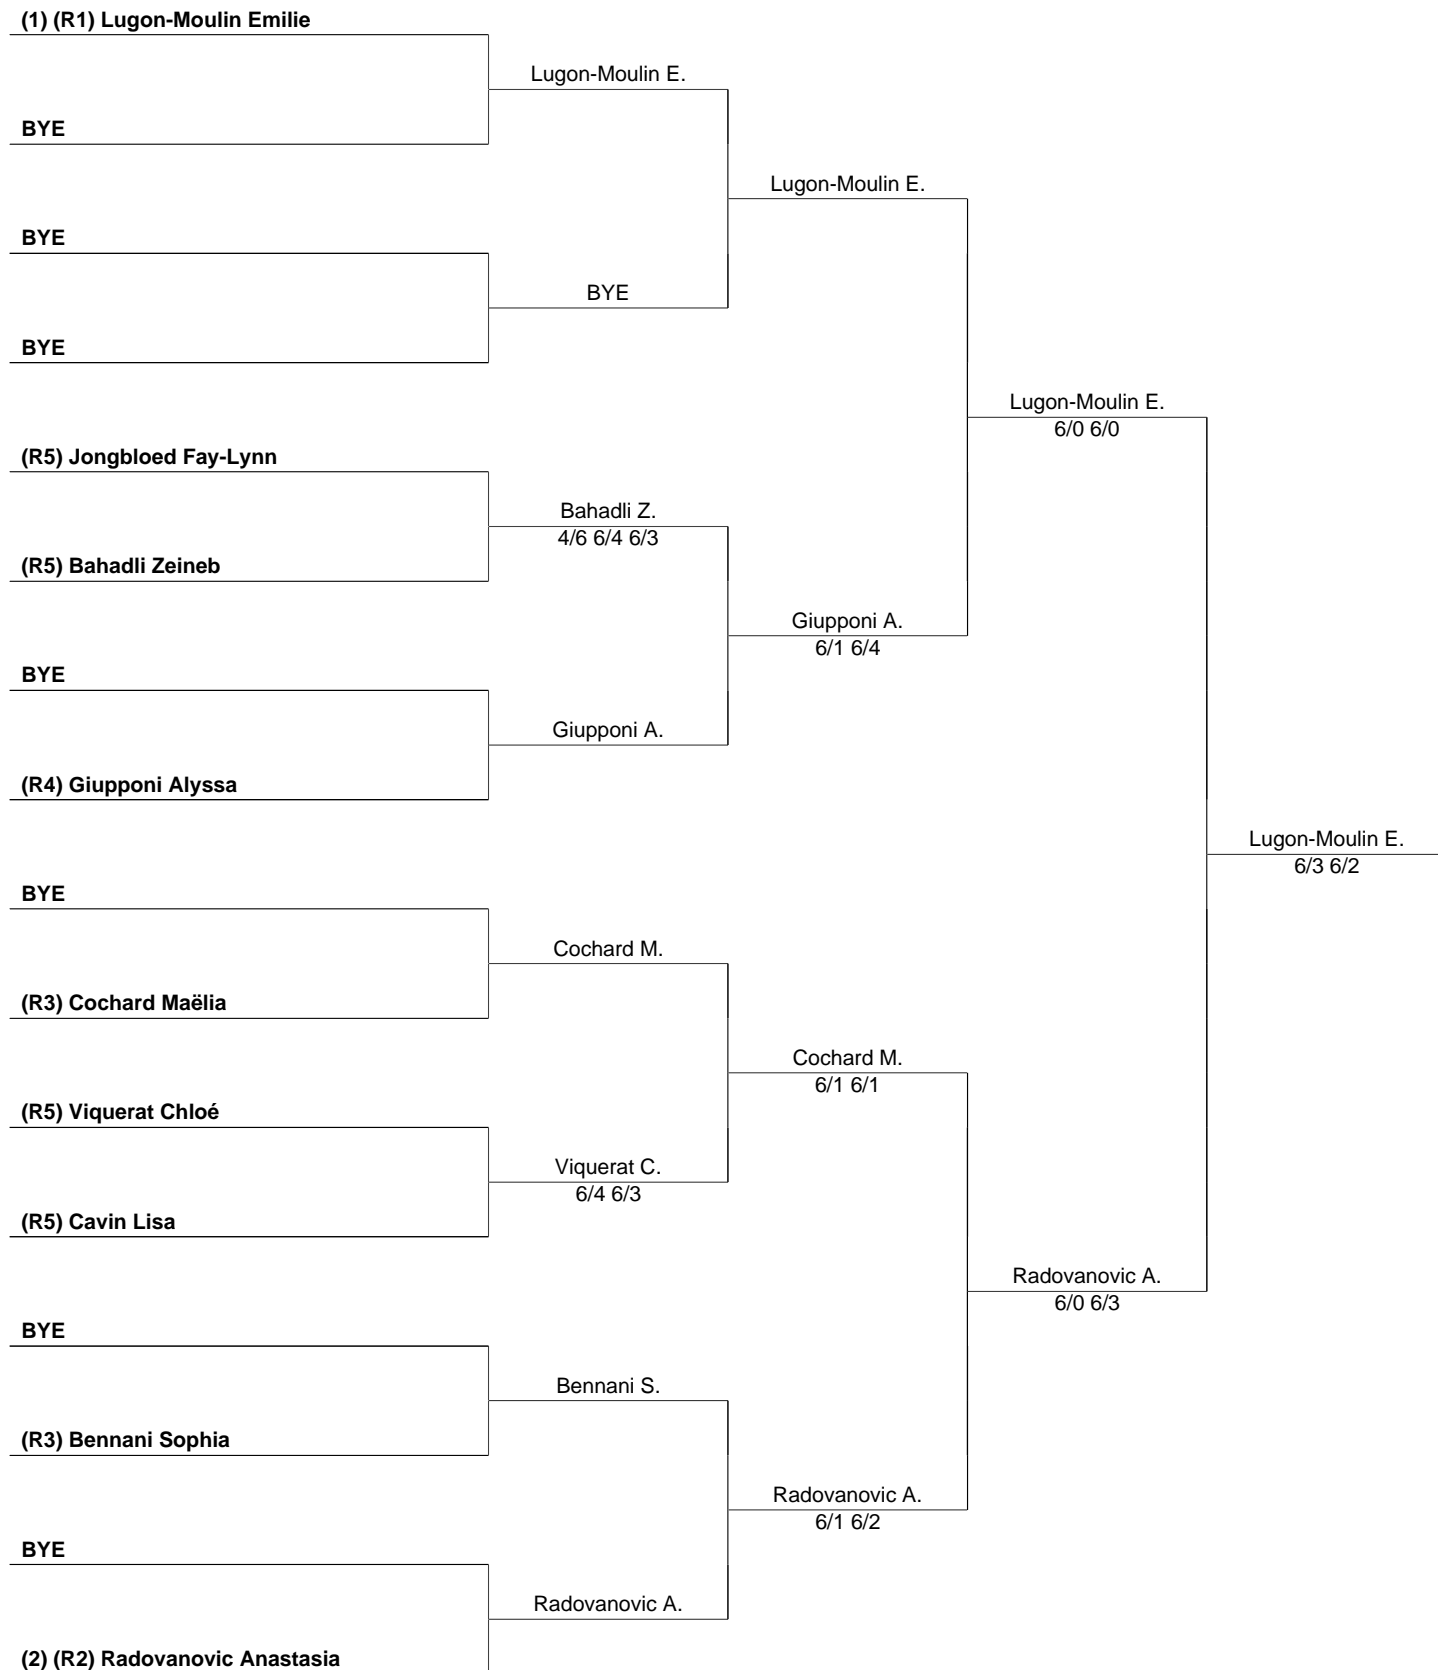 (1) (R1) Lugon-Moulin Emilie
Lugon-Moulin E.
BYE
Lugon-Moulin E.
BYE
BYE
BYE
Lugon-Moulin E.
6/0 6/0
(R5) Jongbloed Fay-Lynn
Bahadli Z.
4/6 6/4 6/3
(R5) Bahadli Zeineb
Giupponi A.
6/1 6/4
BYE
Giupponi A.
(R4) Giupponi Alyssa
Lugon-Moulin E.
6/3 6/2
BYE
Cochard M.
(R3) Cochard Maëlia
Cochard M.
6/1 6/1
(R5) Viquerat Chloé
Viquerat C.
6/4 6/3
(R5) Cavin Lisa
Radovanovic A.
6/0 6/3
BYE
Bennani S.
(R3) Bennani Sophia
Radovanovic A.
6/1 6/2
BYE
Radovanovic A.
(2) (R2) Radovanovic Anastasia